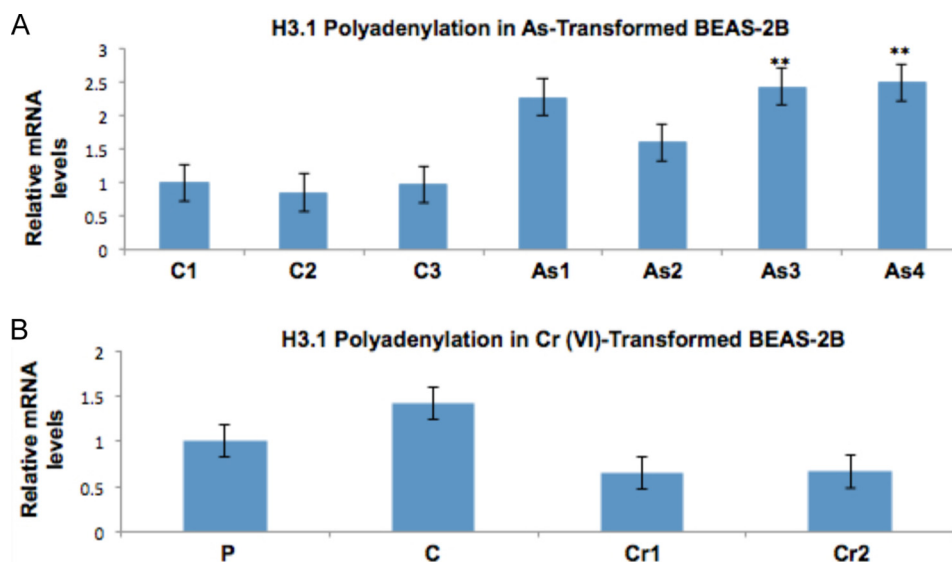 A
H3.1 Polyadenylation in As-Transformed BEAS-2B
Relative mRNA
levels
3
2.5
2
1.5
1
0.5
0
**
**
C1 C2 C3 As1 As2 As3 As4
B
H3.1 Polyadenylation in Cr (VI)-Transformed BEAS-2B
Relative mRNA
levels
2
1.5
1
0.5
0
P C Cr1 Cr2